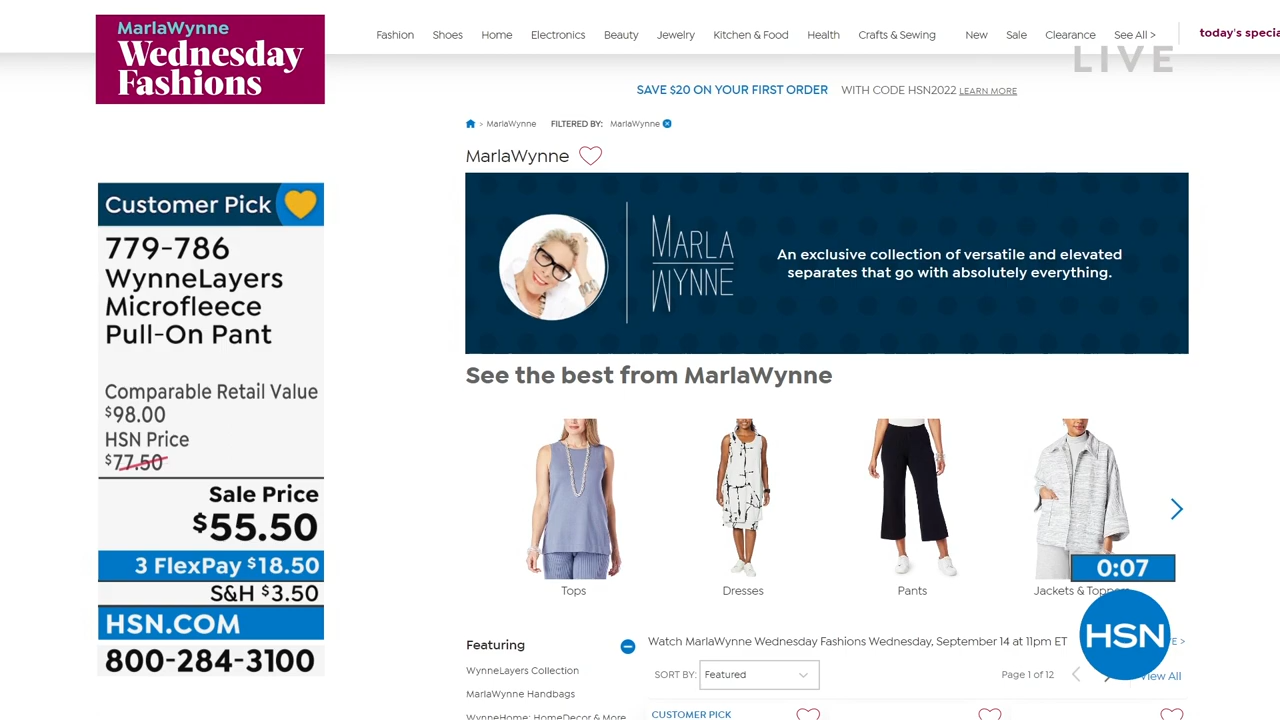 MarlaWynne
Wednesday
Fashions
Fashion Shoes Home Electronics Beauty Jewelry Kitchen & Food Health Crafts & Sewing New Sale Clearance See All >
today's
LIVE
SAVE $20 ON YOUR FIRST ORDER WITH CODE HSN2022 LEARN MORE
> MarlaWynne FILTERED BY: MarlaWynne
MarlaWynne
MARLA
WYNNE
An exclusive collection of versatile and elevated
separates that go with absolutely everything.
Customer Pick
779-786
WynneLayers
Microfleece
Pull-On Pant
Comparable Retail Value
$98.00
HSN Price
$77.50
Sale Price
$55.50
3 FlexPay $18.50
S&H $3.50
HSN.COM
800-284-3100
See the best from MarlaWynne
Tops Dresses Pants Jackets &
0:07
HSN
Featuring
WynneLayers Collection
MarlaWynne Handbags
WynneHome: HomeDecor & More
Watch MarlaWynne Wednesday Fashions Wednesday, September 14 at 11pm ET
SORT BY: Featured Page 1 of 12 View All
CUSTOMER PICK